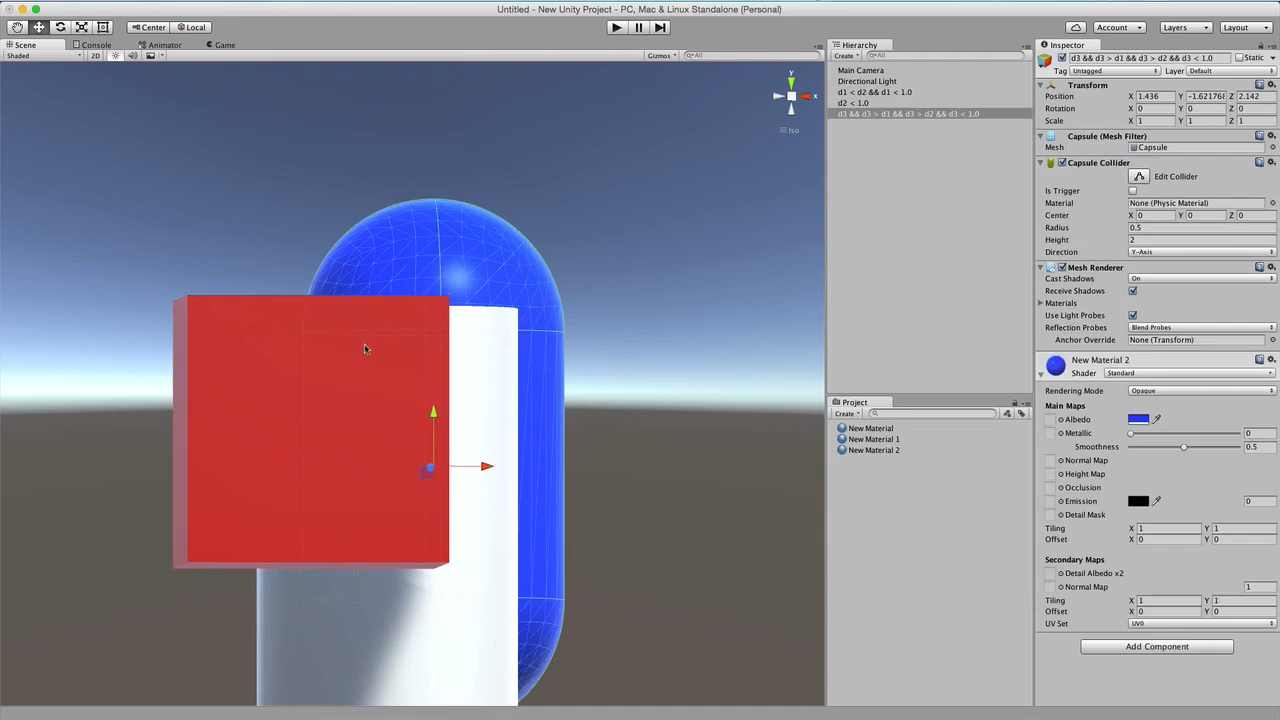 Untitled - New Unity Project - PC, Mac & Linux Standalone (Personal)
Center Local Account Layers Layout
Scene Console Animator Game Hierarchy Inspector
Shaded 2D Gizmos All Create All
d3 && d3 > d1 && d3 > d2 && d3 < 1.0 Static
Tag Untagged Layer Default
Main Camera
Directional Light
d1 < d2 && d1 < 1.0
d2 < 1.0
d3 && d3 > d1 && d3 > d2 && d3 < 1.0
y
x
Iso
Transform
Position X 1.436 Y -1.621768 Z 2.142
Rotation X 0 Y 0 Z 0
Scale X 1 Y 1 Z 1
Capsule (Mesh Filter)
Mesh Capsule
Capsule Collider
Edit Collider
Is Trigger
Material None (Physic Material)
Center X 0 Y 0 Z 0
Radius 0.5
Height 2
Direction Y-Axis
Mesh Renderer
Cast Shadows On
Receive Shadows
Materials
Use Light Probes
Reflection Probes Blend Probes
Anchor Override None (Transform)
New Material 2
Shader Standard
Rendering Mode Opaque
Main Maps
Albedo
Metallic 0
Smoothness 0.5
Normal Map
Height Map
Occlusion
Emission 0
Detail Mask
Tiling X 1 Y 1
Offset X 0 Y 0
Secondary Maps
Detail Albedo x2
Normal Map 1
Tiling X 1 Y 1
Offset X 0 Y 0
UV Set UV0
Add Component
Project
Create
New Material
New Material 1
New Material 2